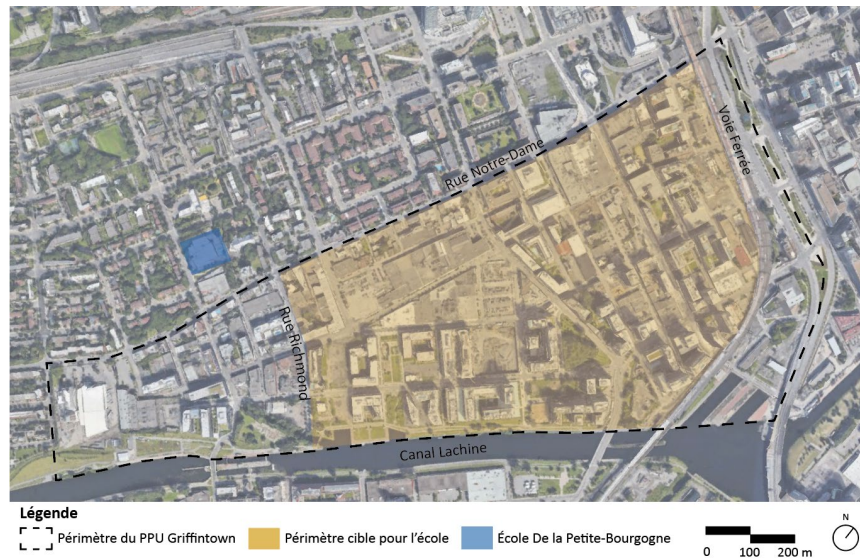 Rue Notre-Dame
Voie Ferrée
Rue Richmond
Canal Lachine
Légende
Périmètre du PPU Griffintown
Périmètre cible pour l'école
École De la Petite-Bourgogne
0 100 200 m
N